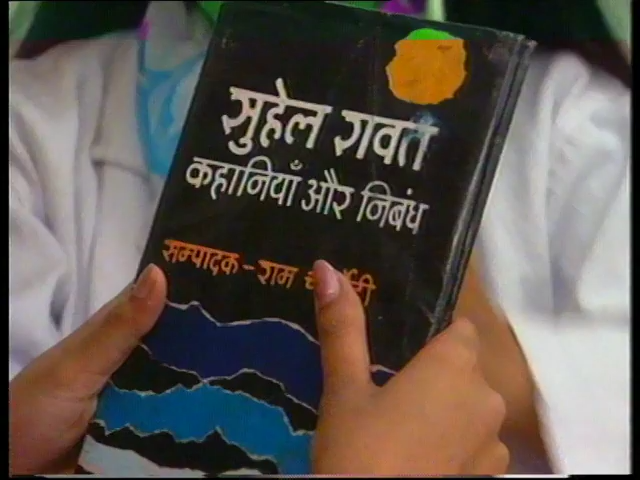 सुहेल रावत
कहानियाँ और निबंध
सम्पादक - राम